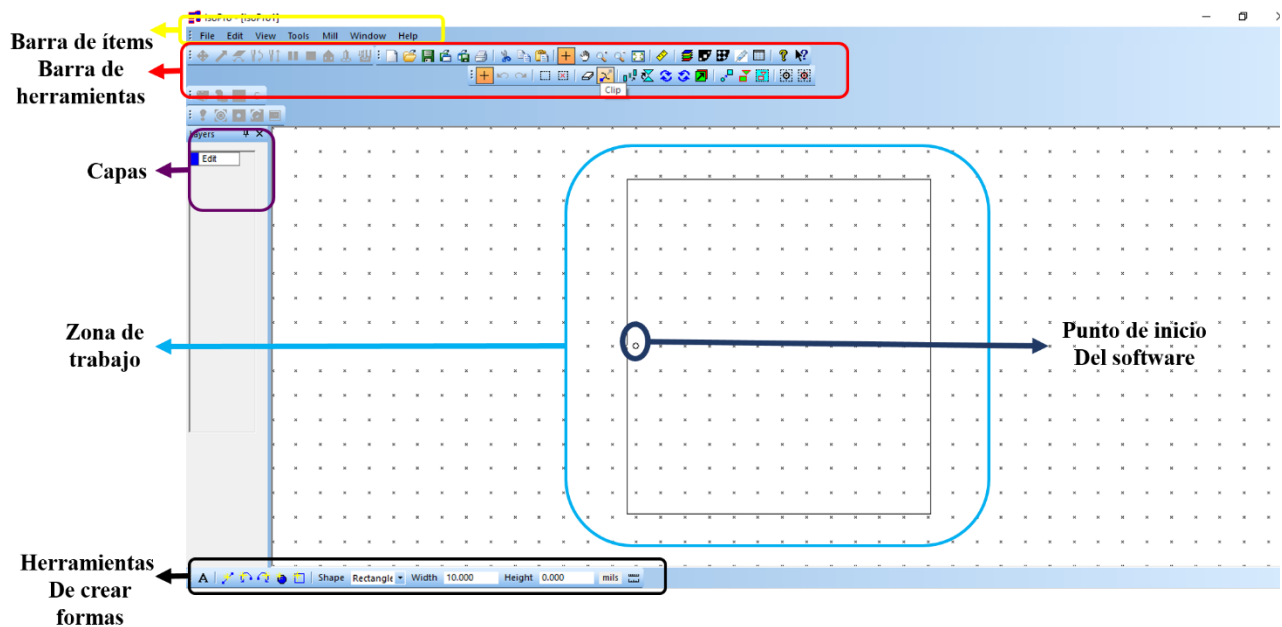 IsoPro - [IsoPro1]
File Edit View Tools Mill Window Help
Barra de ítems
Barra de
herramientas
Clip
Layers
Edit
Capas
Zona de
trabajo
Punto de inicio
Del software
Herramientas
De crear
formas
A Shape Rectangle Width 10.000 Height 0.000 mils